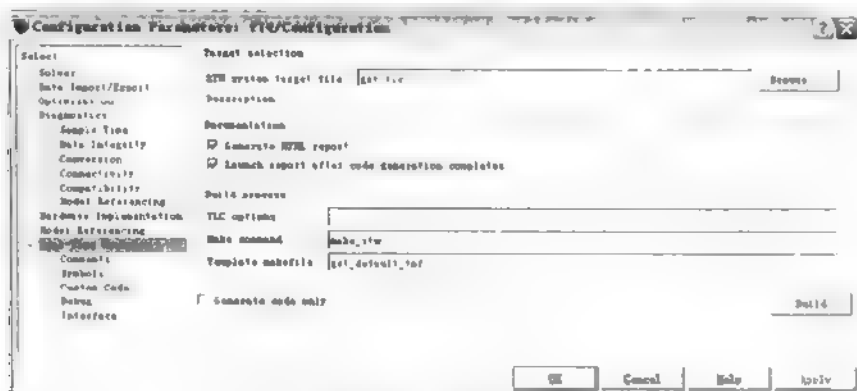 Configuration Parameters: /Configuration
Select
Solver
Data Import/Export
Optimization
Diagnostics
Sample Time
Data Integrity
Conversion
Connectivity
Compatibility
Model Referencing
Hardware Implementation
Model Referencing
Comments
Symbols
Custom Code
Debug
Interface
Target selection
RTW system target file
Browse
Description
Documentation
Generate HTML report
Launch report after code generation completes
Build process
TLC options
Make command make_rtw
Template makefile grt_default_tmf
Generate code only
Build
OK Cancel Help Apply